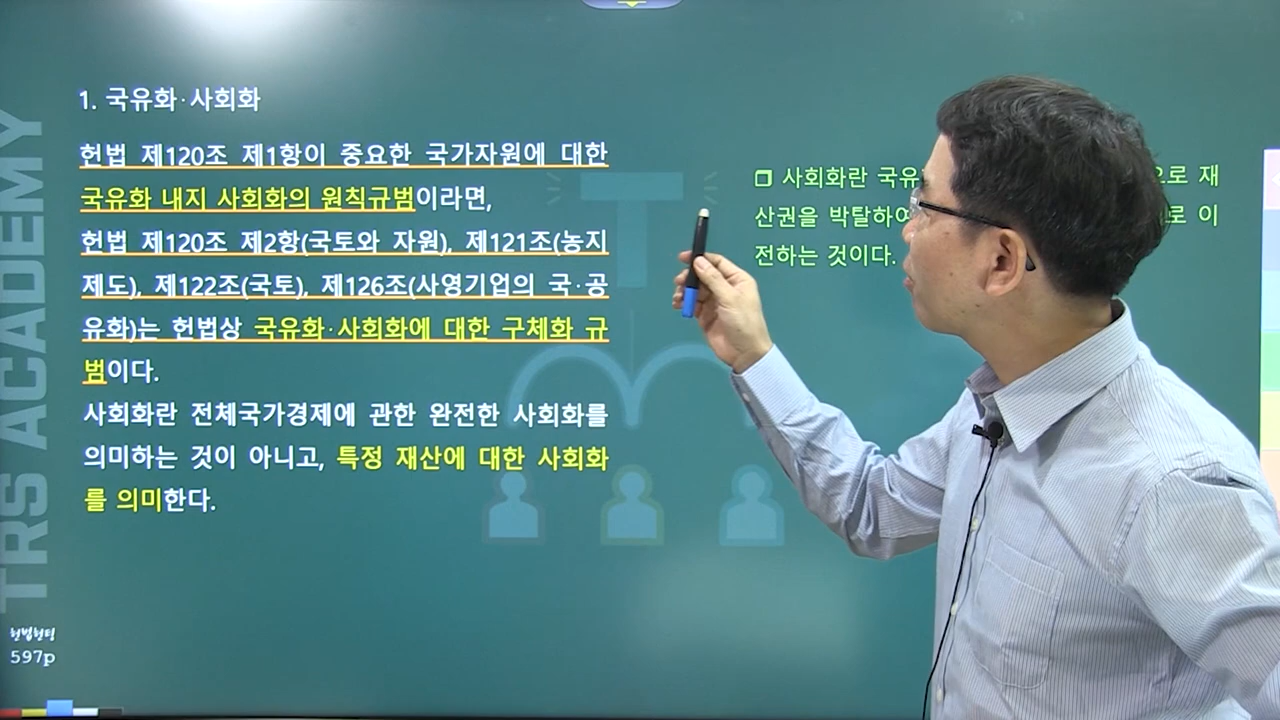 1. 국유화·사회화
헌법 제120조 제1항이 중요한 국가자원에 대한
국유화 내지 사회화의 원칙규범이라면,
헌법 제120조 제2항(국토와 자원), 제121조(농지
제도), 제122조(국토), 제126조(사영기업의 국·공
유화)는 헌법상 국유화·사회화에 대한 구체화 규
범이다.
사회화란 전체국가경제에 관한 완전한 사회화를
의미하는 것이 아니고, 특정 재산에 대한 사회화
를 의미한다.
사회화란 국유 로 재
산권을 박탈하여 로 이
전하는 것이다.
TRS ACADEMY
597p